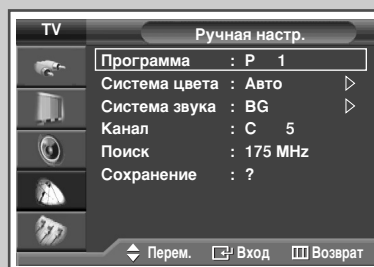 TV
Ручная настр.
Программа : P 1
Система цвета : Авто
Система звука : BG
Канал : C 5
Поиск : 175 MHz
Сохранение : ?
Перем. Вход Возврат